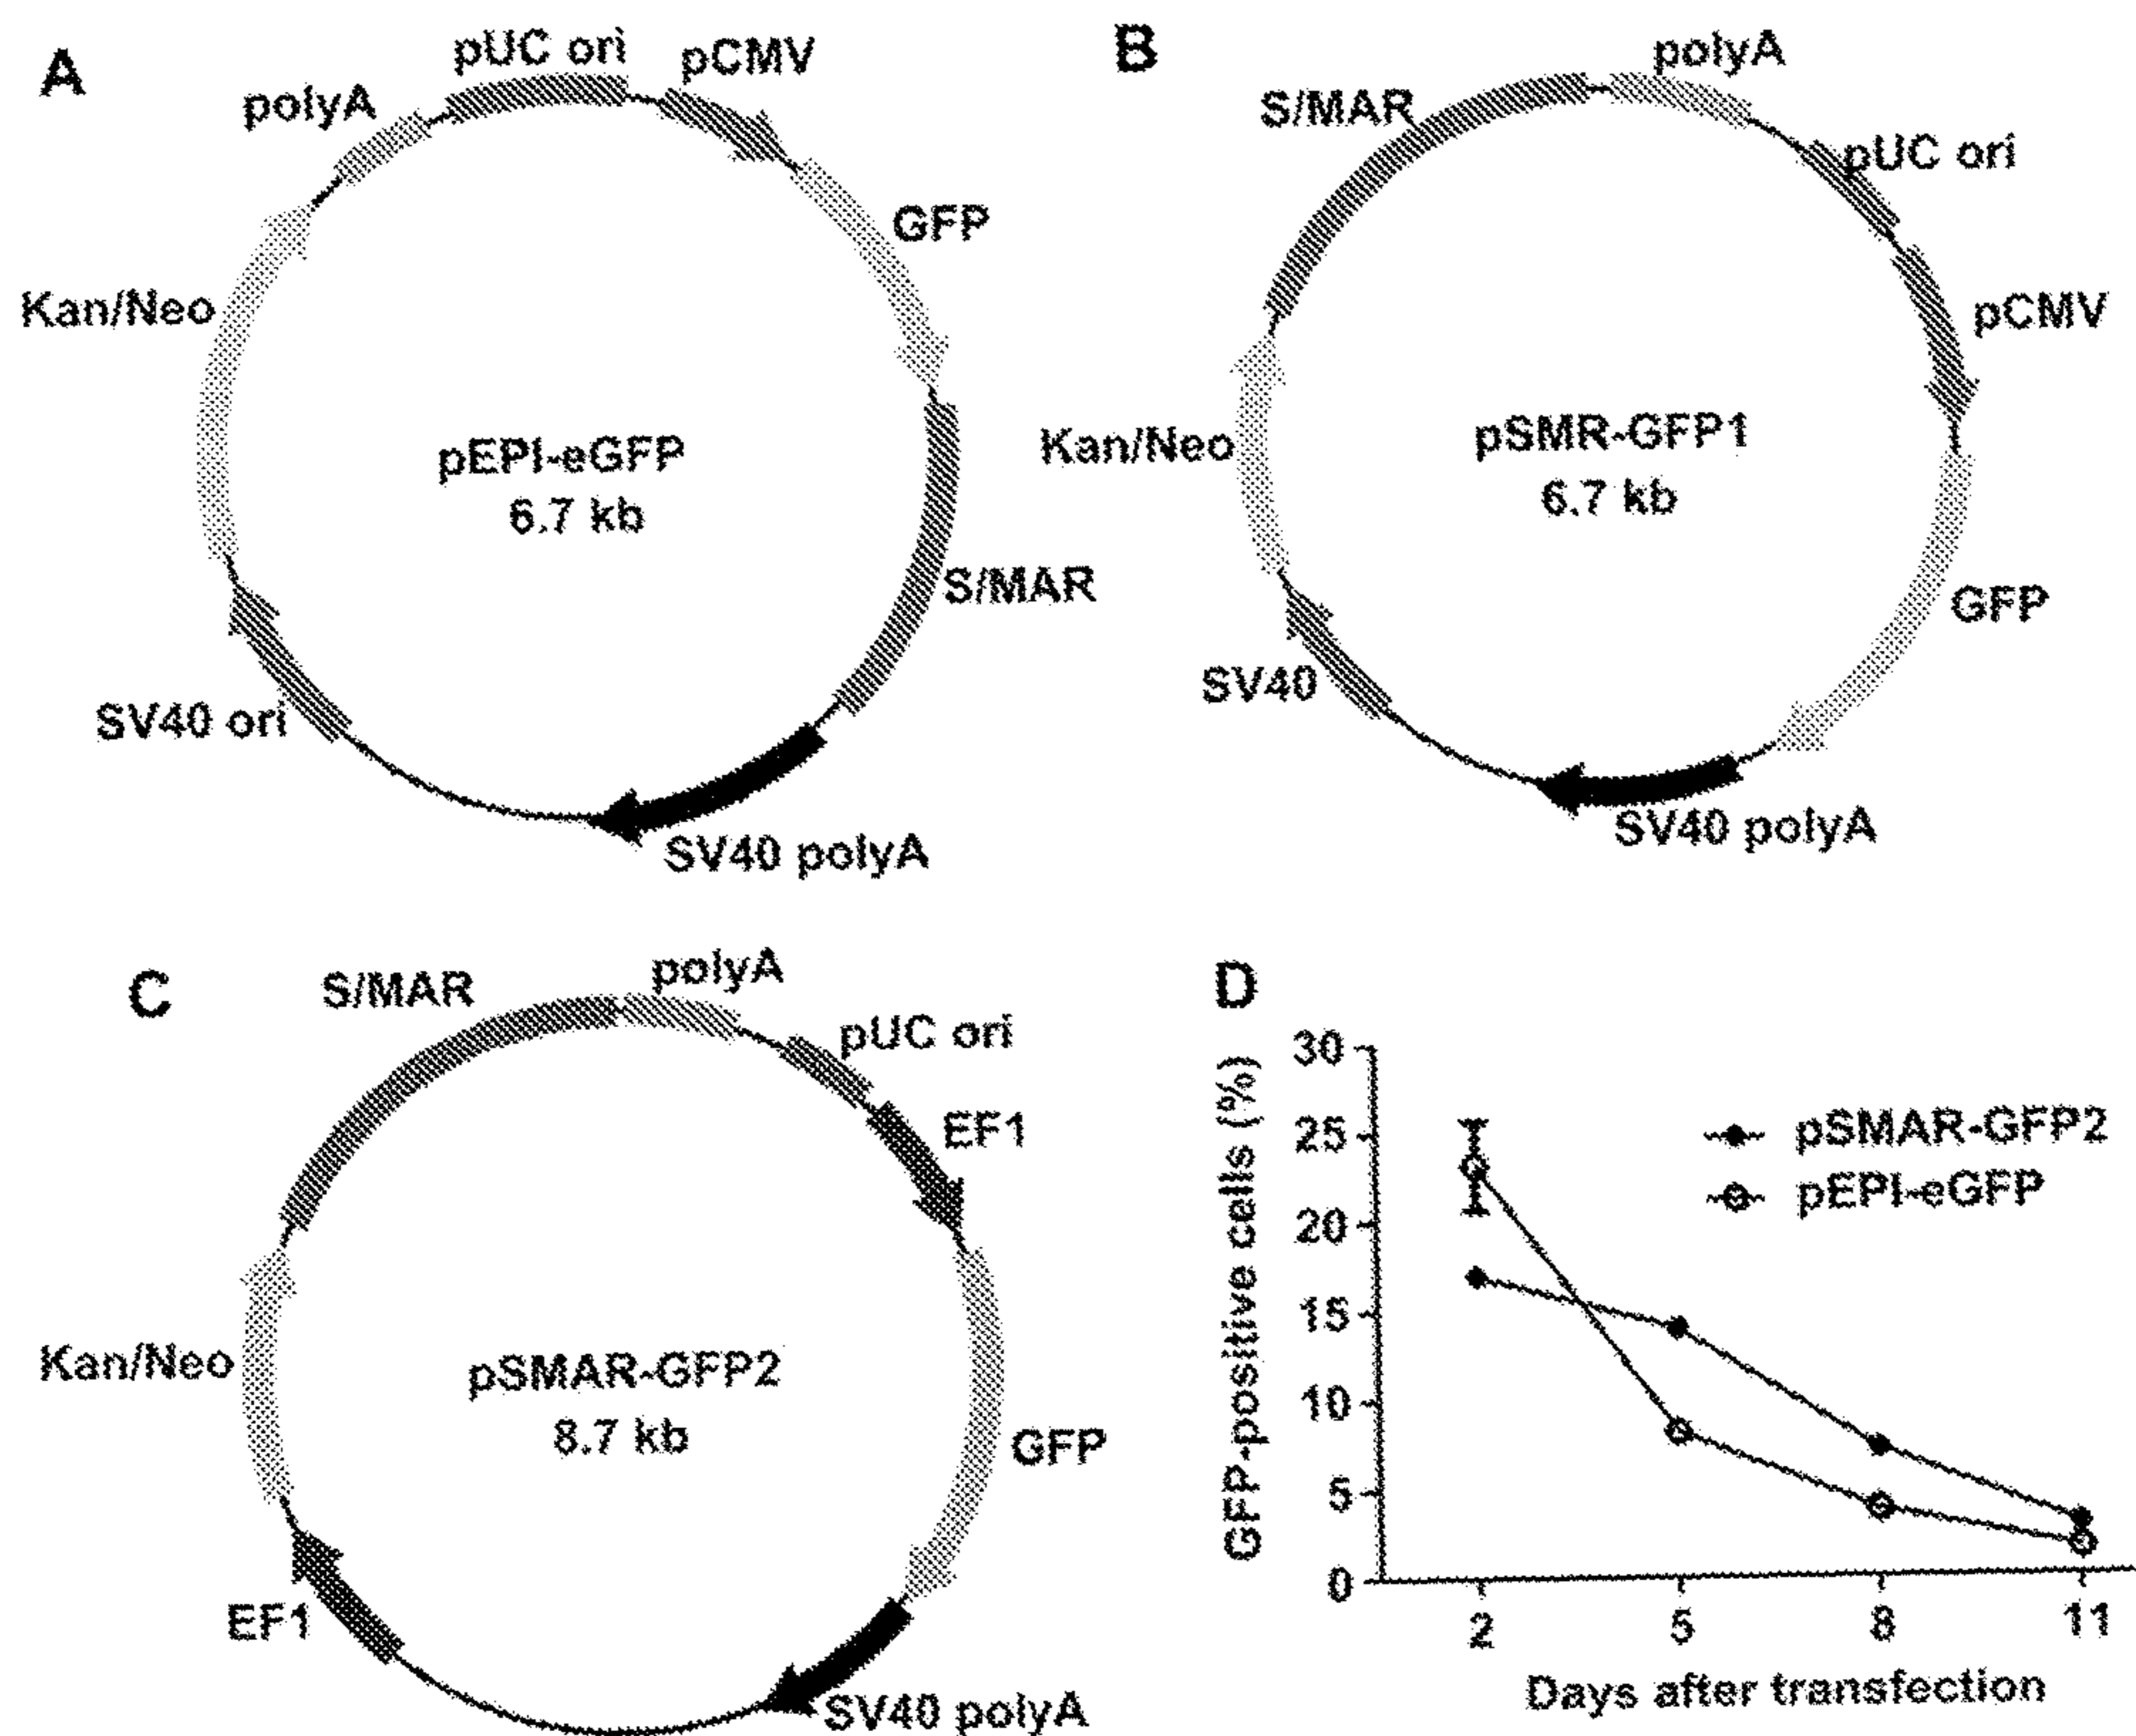 A
pUC ori
pCMV
polyA
GFP
Kan/Neo
pEPI-eGFP
6.7 kb
S/MAR
SV40 ori
SV40 polyA
B
polyA
S/MAR
pUC ori
pCMV
Kan/Neo
pSMR-GFP1
6.7 kb
GFP
SV40
SV40 polyA
C
S/MAR
polyA
pUC ori
EF1
Kan/Neo
pSMAR-GFP2
8.7 kb
GFP
EF1
SV40 polyA
D
GFP-positive cells (%)
30
25
20
15
10
5
0
pSMAR-GFP2
pEPI-eGFP
2 5 8 11
Days after transfection